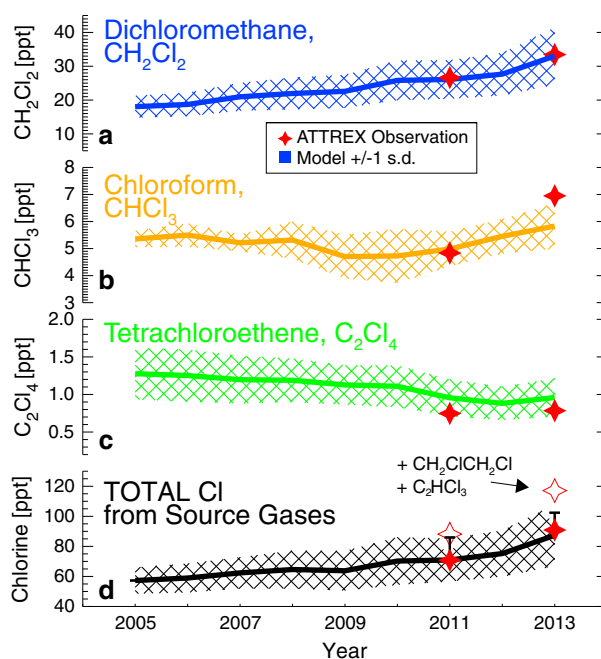 Dichloromethane,
CH₂Cl₂
CH₂Cl₂ [ppt]
40
30
20
10
a
ATTREX Observation
Model +/-1 s.d.
Chloroform,
CHCl₃
CHCl₃ [ppt]
8
7
6
5
4
3
b
Tetrachloroethene, C₂Cl₄
C₂Cl₄ [ppt]
2.0
1.5
1.0
0.5
c
+ CH₂ClCH₂Cl
+ C₂HCl₃
TOTAL Cl
from Source Gases
Chlorine [ppt]
120
100
80
60
40
d
2005 2007 2009 2011 2013
Year